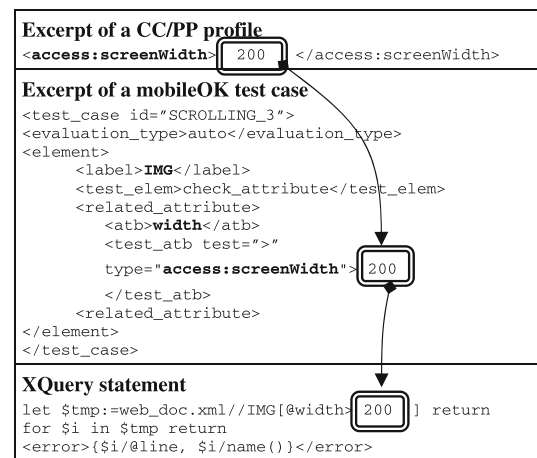 Excerpt of a CC/PP profile
<access:screenWidth> 200 </access:screenWidth>
Excerpt of a mobileOK test case
<test_case id="SCROLLING_3">
<evaluation_type>auto</evaluation_type>
<element>
<label>IMG</label>
<test_elem>check_attribute</test_elem>
<related_attribute>
<atb>width</atb>
<test_atb test=">"
type="access:screenWidth"> 200
</test_atb>
<related_attribute>
</element>
</test_case>
XQuery statement
let $tmp:=web_doc.xml//IMG[@width> 200 ] return
for $i in $tmp return
<error>{$i/@line, $i/name()}</error>